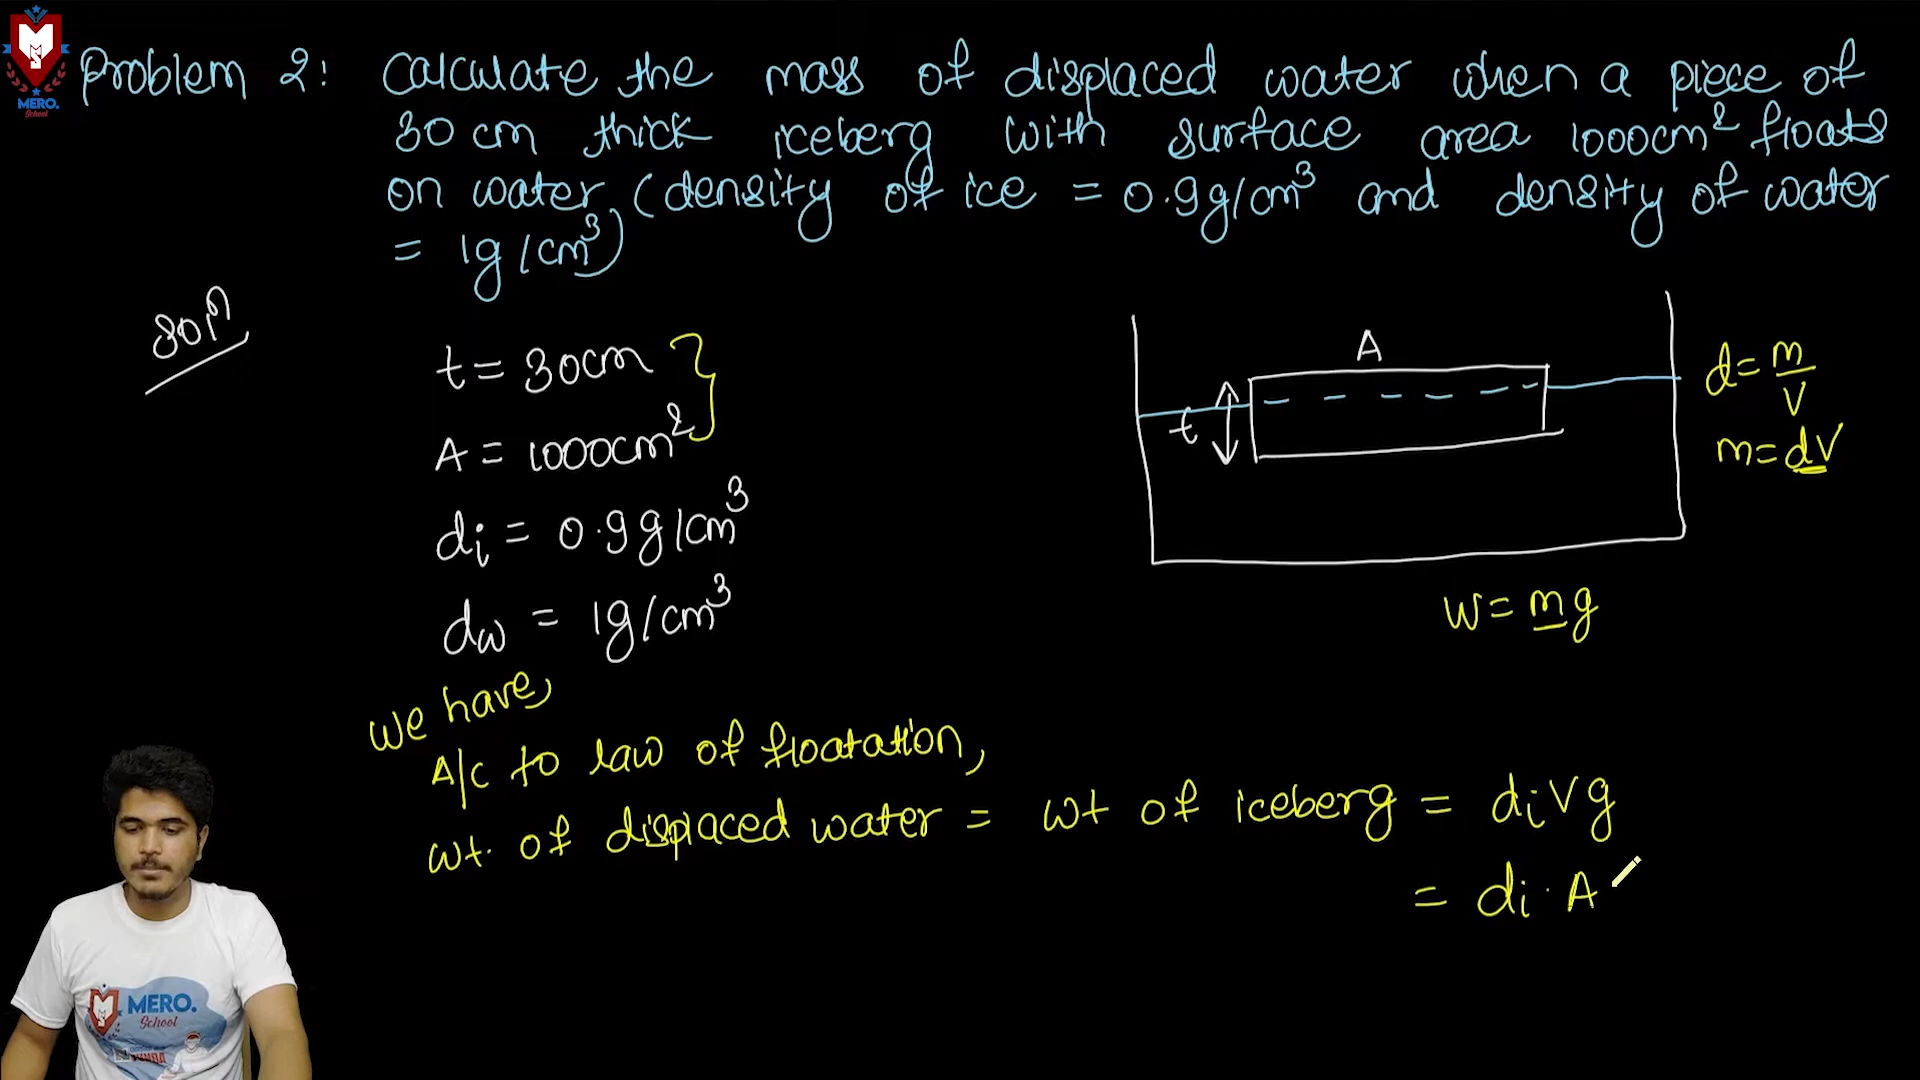 MERO.
School
Problem 2: Calculate the mass of displaced water when a piece of
30 cm thick iceberg with surface area 1000cm² floats
on water. (density of ice = 0.9g/cm³ and density of water
= 1g/cm³)
Solⁿ
t = 30cm
A = 1000cm²
di = 0.9g/cm³
dw = 1g/cm³
A
t
d = m/V
m = dV
W = mg
We have,
A/c to law of floatation,
wt. of displaced water = wt of iceberg = diVg
= di·A
MERO.
School